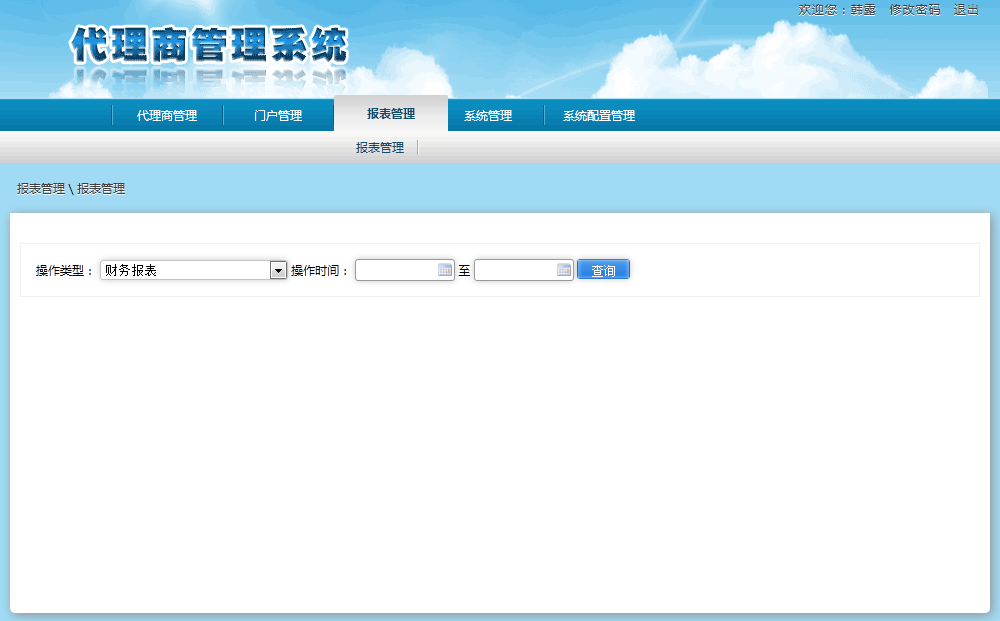 欢迎您：韩露 修改密码 退出
代理商管理系统
代理商管理 门户管理 报表管理 系统管理 系统配置管理
报表管理
报表管理 \ 报表管理
操作类型： 财务报表 操作时间： 至 查询